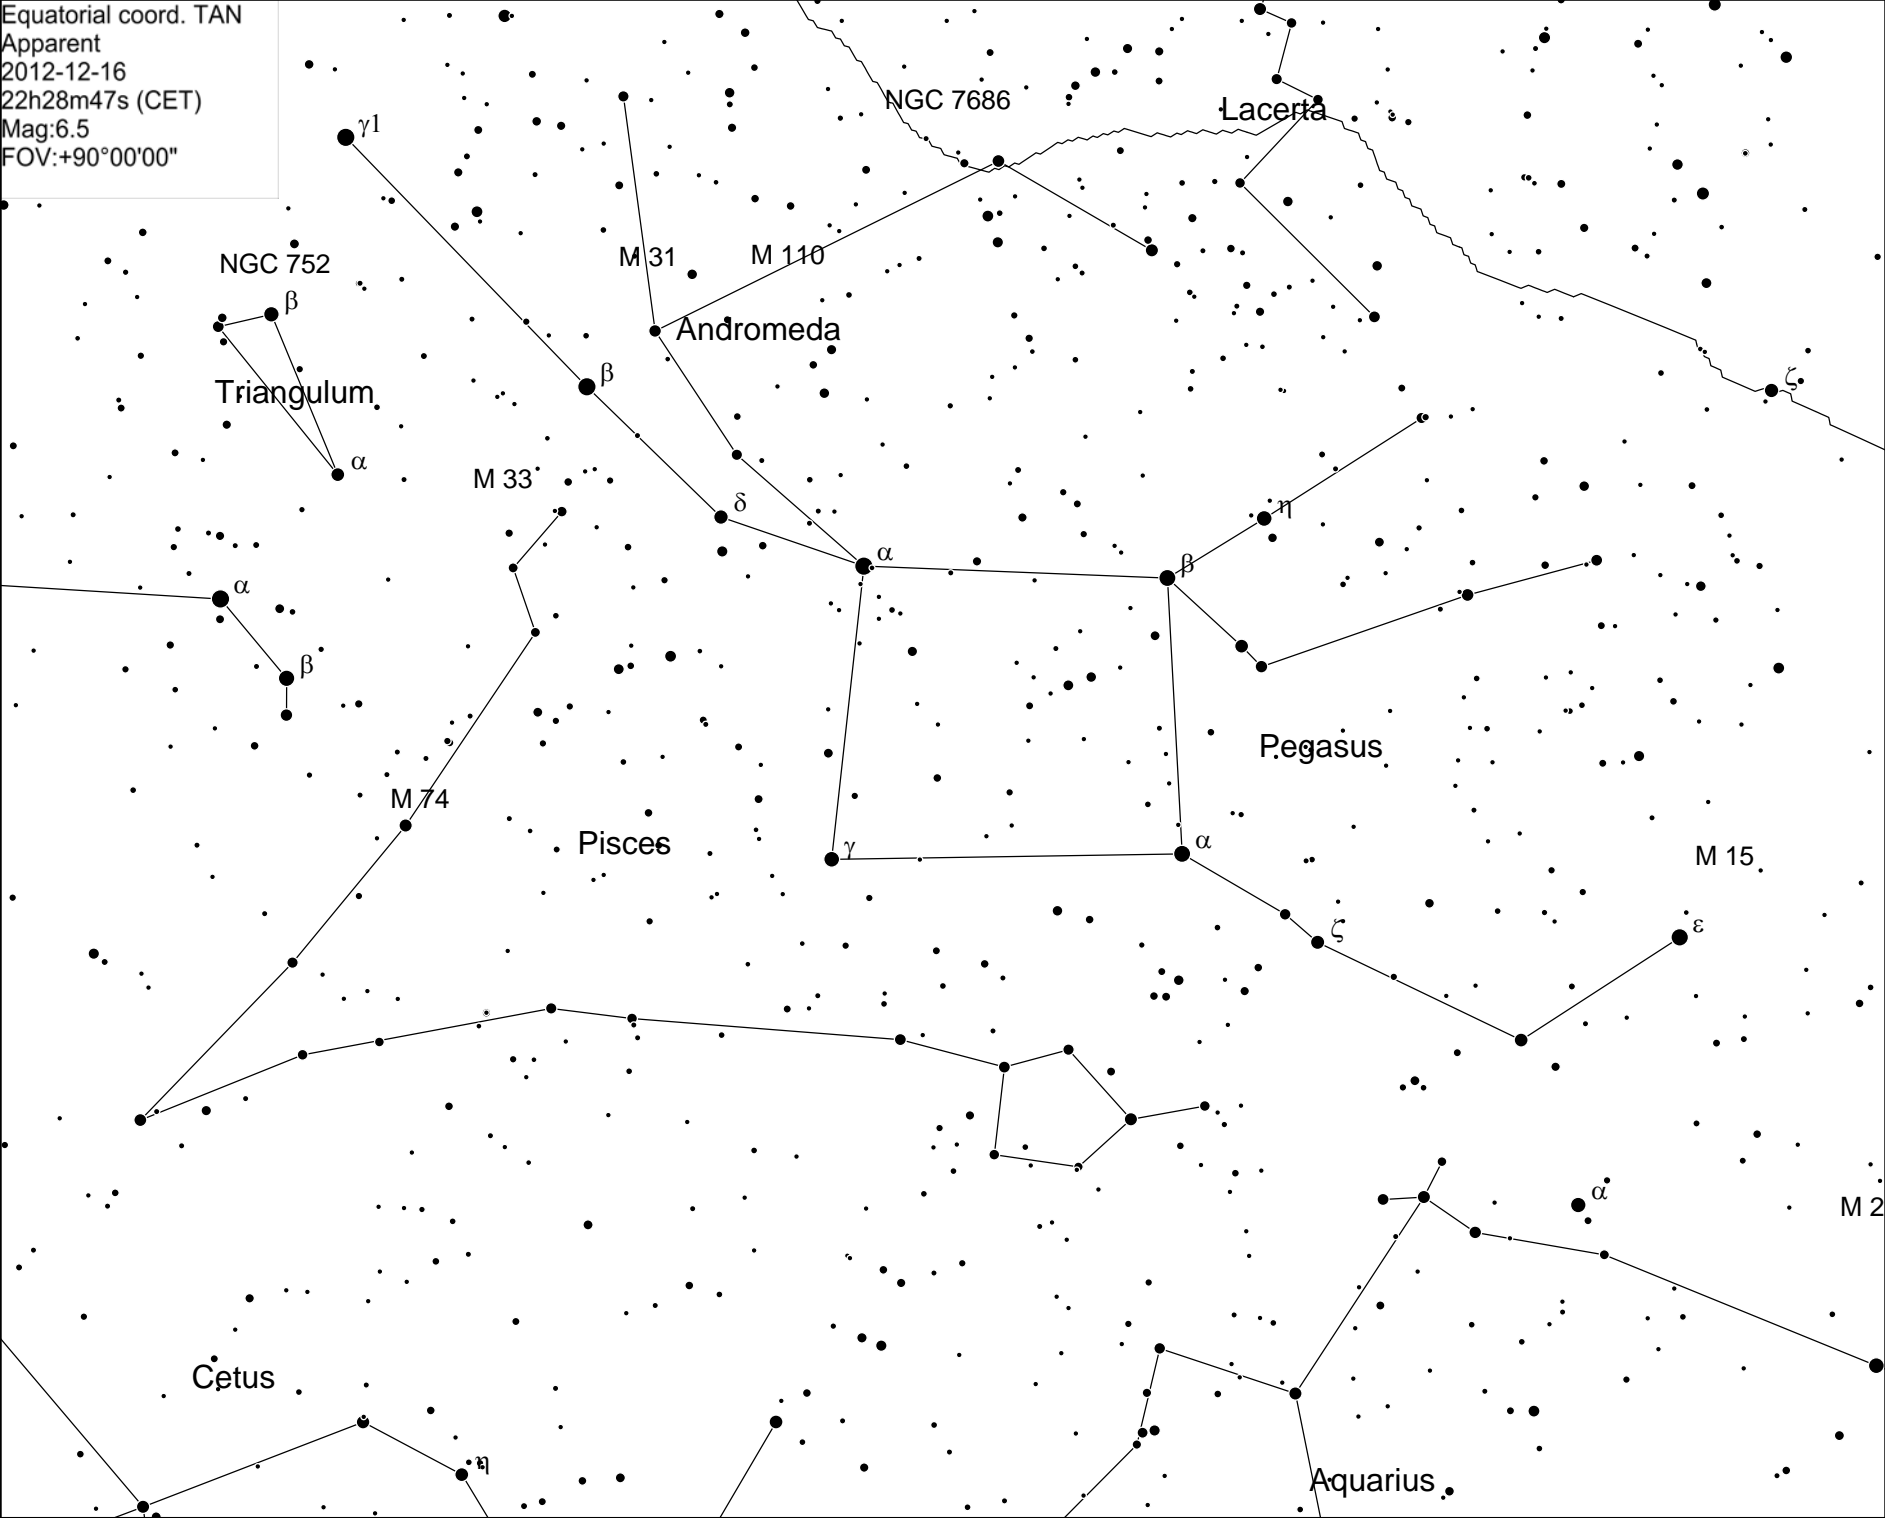 Equatorial coord. TAN
Apparent
2012-12-16
22h28m47s (CET)
Mag:6.5
FOV:+90°00'00"
γ1
NGC 7686
Lacerta
NGC 752
M 31
M 110
β
Andromeda
β
ζ
Triangulum
α
M 33
δ
η
α
β
α
β
Pegasus
M 74
Pisces
γ
α
M 15
ζ
ε
α
M 2
Cetus
η
Aquarius